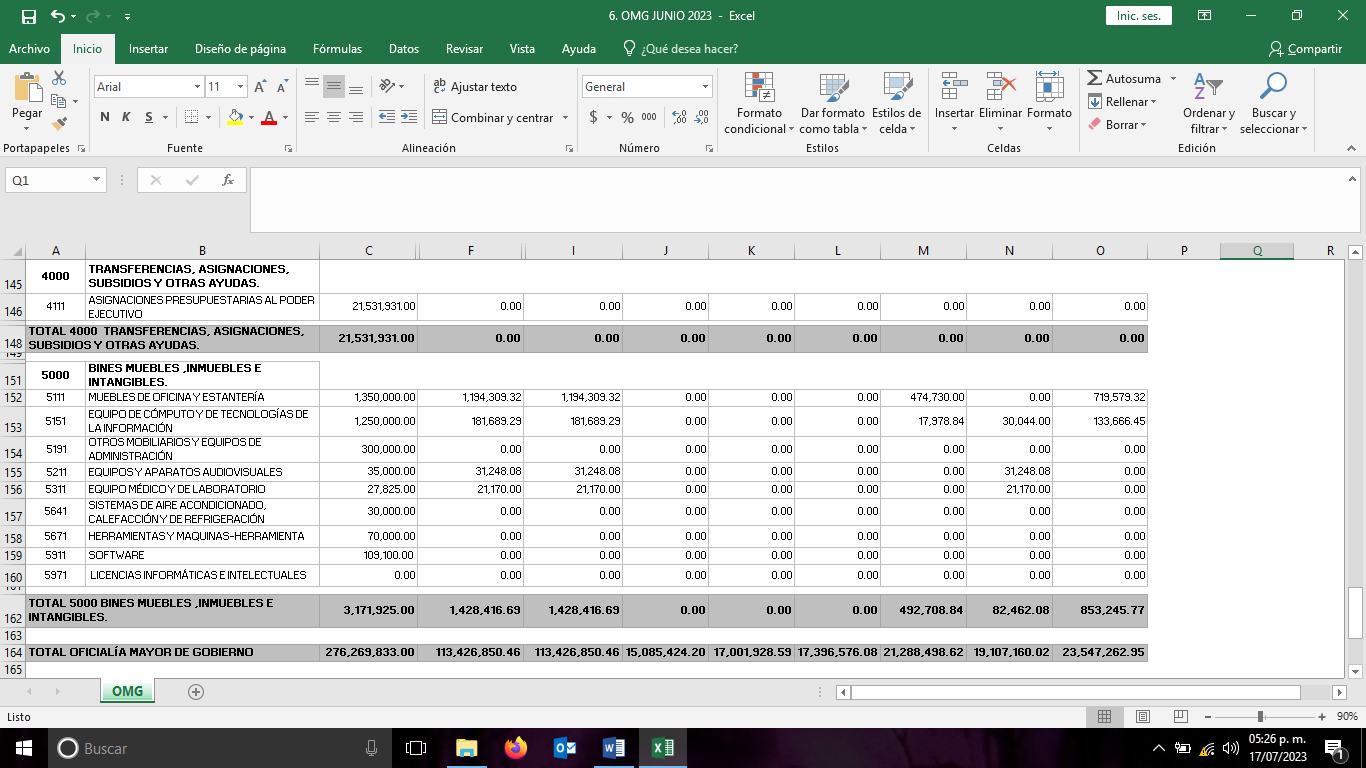 6. OMG JUNIO 2023 - Excel
Inic. ses.
Archivo Inicio Insertar Diseño de página Fórmulas Datos Revisar Vista Ayuda ¿Qué desea hacer? Compartir
Pegar
Portapapeles
Arial 11
N K S
Fuente
Ajustar texto
Combinar y centrar
Alineación
General
$ % 000
Número
Formato condicional
Dar formato como tabla
Estilos de celda
Estilos
Insertar Eliminar Formato
Celdas
Autosuma
Rellenar
Borrar
Ordenar y filtrar
Buscar y seleccionar
Edición
Q1 fx
A B C F I J K L M N O P Q R
145 4000 TRANSFERENCIAS, ASIGNACIONES,
SUBSIDIOS Y OTRAS AYUDAS.
146 4111 ASIGNACIONES PRESUPUESTARIAS AL PODER
EJECUTIVO 21,531,931.00 0.00 0.00 0.00 0.00 0.00 0.00 0.00 0.00
148 TOTAL 4000 TRANSFERENCIAS, ASIGNACIONES,
SUBSIDIOS Y OTRAS AYUDAS. 21,531,931.00 0.00 0.00 0.00 0.00 0.00 0.00 0.00 0.00
149
151 5000 BINES MUEBLES ,INMUEBLES E
INTANGIBLES.
152 5111 MUEBLES DE OFICINA Y ESTANTERÍA 1,350,000.00 1,194,309.32 1,194,309.32 0.00 0.00 0.00 474,730.00 0.00 719,579.32
153 5151 EQUIPO DE CÓMPUTO Y DE TECNOLOGÍAS DE
LA INFORMACIÓN 1,250,000.00 181,689.29 181,689.29 0.00 0.00 0.00 17,978.84 30,044.00 133,666.45
154 5191 OTROS MOBILIARIOS Y EQUIPOS DE
ADMINISTRACIÓN 300,000.00 0.00 0.00 0.00 0.00 0.00 0.00 0.00 0.00
155 5211 EQUIPOS Y APARATOS AUDIOVISUALES 35,000.00 31,248.08 31,248.08 0.00 0.00 0.00 0.00 31,248.08 0.00
156 5311 EQUIPO MÉDICO Y DE LABORATORIO 27,825.00 21,170.00 21,170.00 0.00 0.00 0.00 0.00 21,170.00 0.00
157 5641 SISTEMAS DE AIRE ACONDICIONADO,
CALEFACCIÓN Y DE REFRIGERACIÓN 30,000.00 0.00 0.00 0.00 0.00 0.00 0.00 0.00 0.00
158 5671 HERRAMIENTAS Y MAQUINAS-HERRAMIENTA 70,000.00 0.00 0.00 0.00 0.00 0.00 0.00 0.00 0.00
159 5911 SOFTWARE 109,100.00 0.00 0.00 0.00 0.00 0.00 0.00 0.00 0.00
160 5971 LICENCIAS INFORMÁTICAS E INTELECTUALES 0.00 0.00 0.00 0.00 0.00 0.00 0.00 0.00 0.00
162 TOTAL 5000 BINES MUEBLES ,INMUEBLES E
INTANGIBLES. 3,171,925.00 1,428,416.69 1,428,416.69 0.00 0.00 0.00 492,708.84 82,462.08 853,245.77
163
164 TOTAL OFICIALÍA MAYOR DE GOBIERNO 276,269,833.00 113,426,850.46 113,426,850.46 15,085,424.20 17,001,928.59 17,396,576.08 21,288,498.62 19,107,160.02 23,547,262.95
165
OMG
Listo 90%
Buscar
05:26 p. m.
17/07/2023
1